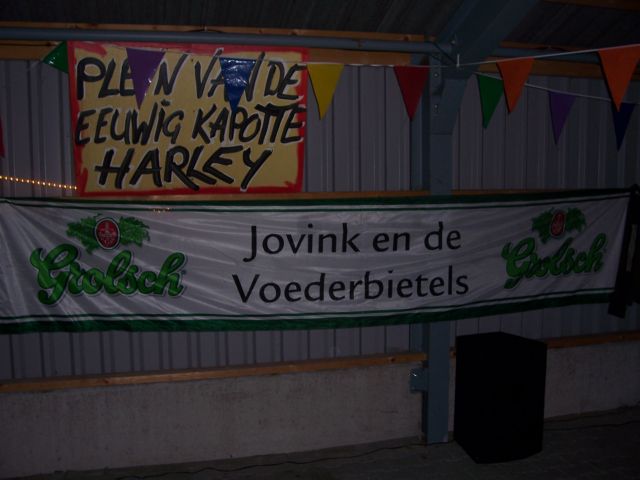 PLEIN VAN DE
EEUWIG KAPOTTE
HARLEY
Grolsch
Jovink en de
Voederbietels
Grolsch